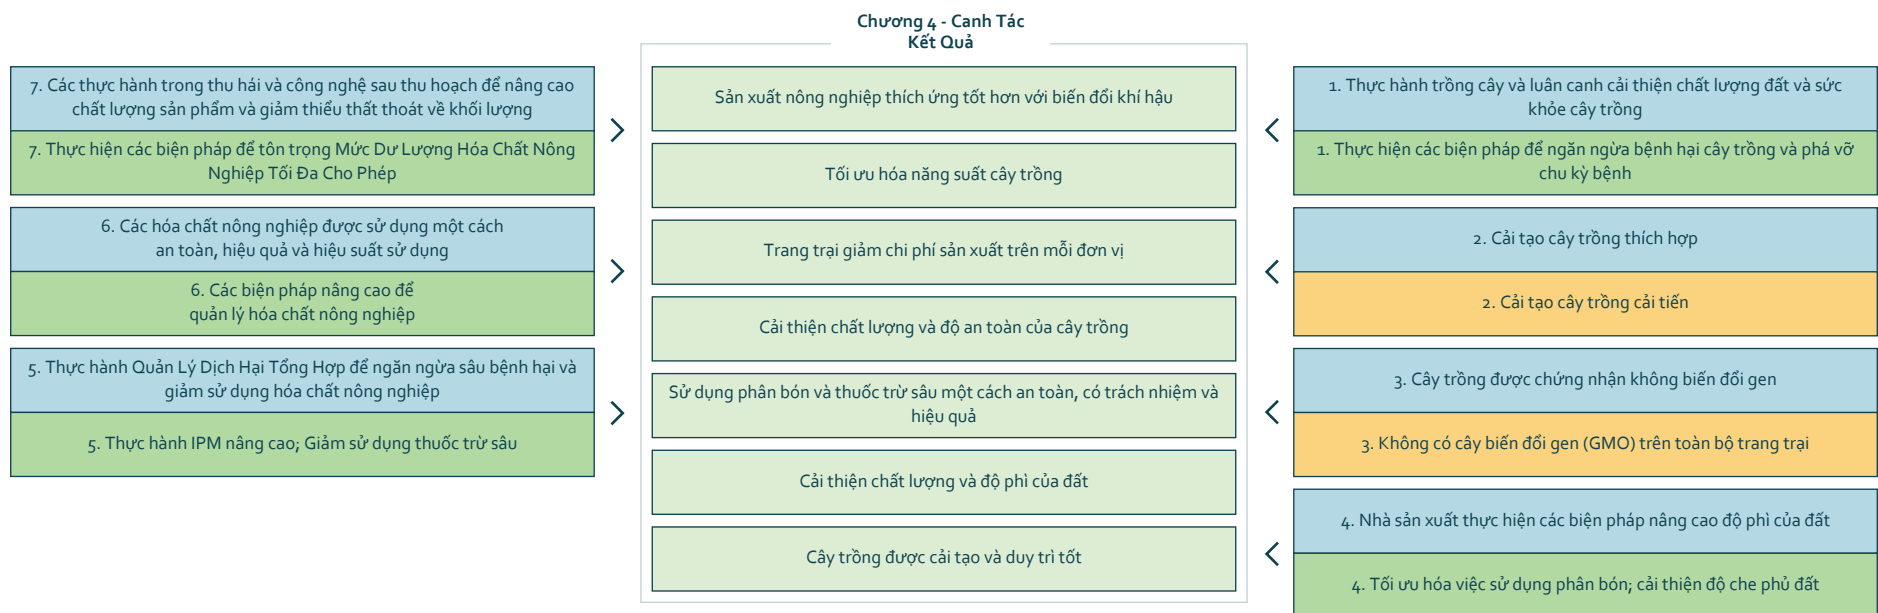 Chương 4 - Canh Tác
Kết Quả
7. Các thực hành trong thu hái và công nghệ sau thu hoạch để nâng cao
chất lượng sản phẩm và giảm thiểu thất thoát về khối lượng
7. Thực hiện các biện pháp để tôn trọng Mức Dư Lượng Hóa Chất Nông
Nghiệp Tối Đa Cho Phép
6. Các hóa chất nông nghiệp được sử dụng một cách
an toàn, hiệu quả và hiệu suất sử dụng
6. Các biện pháp nâng cao để
quản lý hóa chất nông nghiệp
5. Thực hành Quản Lý Dịch Hại Tổng Hợp để ngăn ngừa sâu bệnh hại và
giảm sử dụng hóa chất nông nghiệp
5. Thực hành IPM nâng cao; Giảm sử dụng thuốc trừ sâu
Sản xuất nông nghiệp thích ứng tốt hơn với biến đổi khí hậu
Tối ưu hóa năng suất cây trồng
Trang trại giảm chi phí sản xuất trên mỗi đơn vị
Cải thiện chất lượng và độ an toàn của cây trồng
Sử dụng phân bón và thuốc trừ sâu một cách an toàn, có trách nhiệm và
hiệu quả
Cải thiện chất lượng và độ phì của đất
Cây trồng được cải tạo và duy trì tốt
1. Thực hành trồng cây và luân canh cải thiện chất lượng đất và sức
khỏe cây trồng
1. Thực hiện các biện pháp để ngăn ngừa bệnh hại cây trồng và phá vỡ
chu kỳ bệnh
2. Cải tạo cây trồng thích hợp
2. Cải tạo cây trồng cải tiến
3. Cây trồng được chứng nhận không biến đổi gen
3. Không có cây biến đổi gen (GMO) trên toàn bộ trang trại
4. Nhà sản xuất thực hiện các biện pháp nâng cao độ phì của đất
4. Tối ưu hóa việc sử dụng phân bón; cải thiện độ che phủ đất